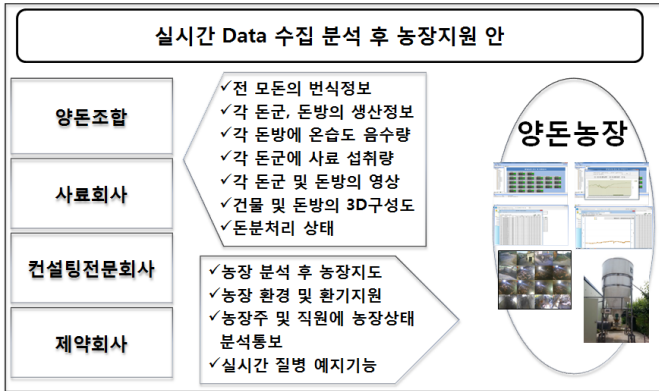 실시간 Data 수집 분석 후 농장지원 안
양돈조합
사료회사
컨설팅전문회사
제약회사
✓전 모돈의 번식정보
✓각 돈군, 돈방의 생산정보
✓각 돈방에 온습도 음수량
✓각 돈군에 사료 섭취량
✓각 돈군 및 돈방의 영상
✓건물 및 돈방의 3D구성도
✓돈분처리 상태
✓농장 분석 후 농장지도
✓농장 환경 및 환기지원
✓농장주 및 직원에 농장상태
분석통보
✓실시간 질병 예지기능
양돈농장